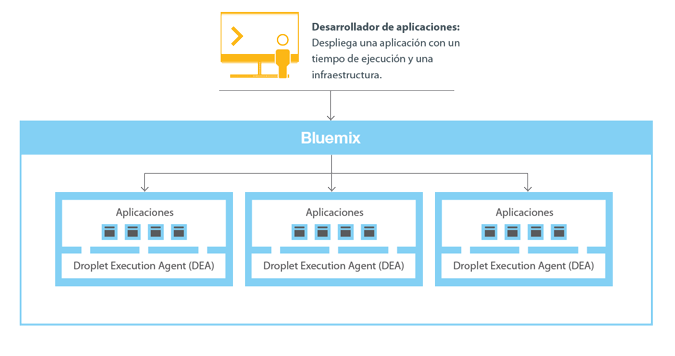 Desarrollador de aplicaciones:
Despliega una aplicación con un
tiempo de ejecución y una
infraestructura.
Bluemix
Aplicaciones
Droplet Execution Agent (DEA)
Aplicaciones
Droplet Execution Agent (DEA)
Aplicaciones
Droplet Execution Agent (DEA)